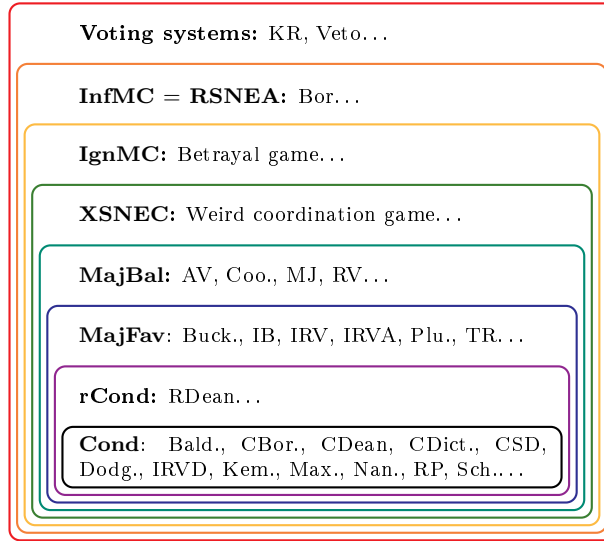 Voting systems: KR, Veto...
InfMC = RSNEA: Bor...
IgnMC: Betrayal game...
XSNEC: Weird coordination game...
MajBal: AV, Coo., MJ, RV...
MajFav: Buck., IB, IRV, IRVA, Plu., TR...
rCond: RDean...
Cond: Bald., CBor., CDean, CDict., CSD,
Dodg., IRVD, Kem., Max., Nan., RP, Sch....